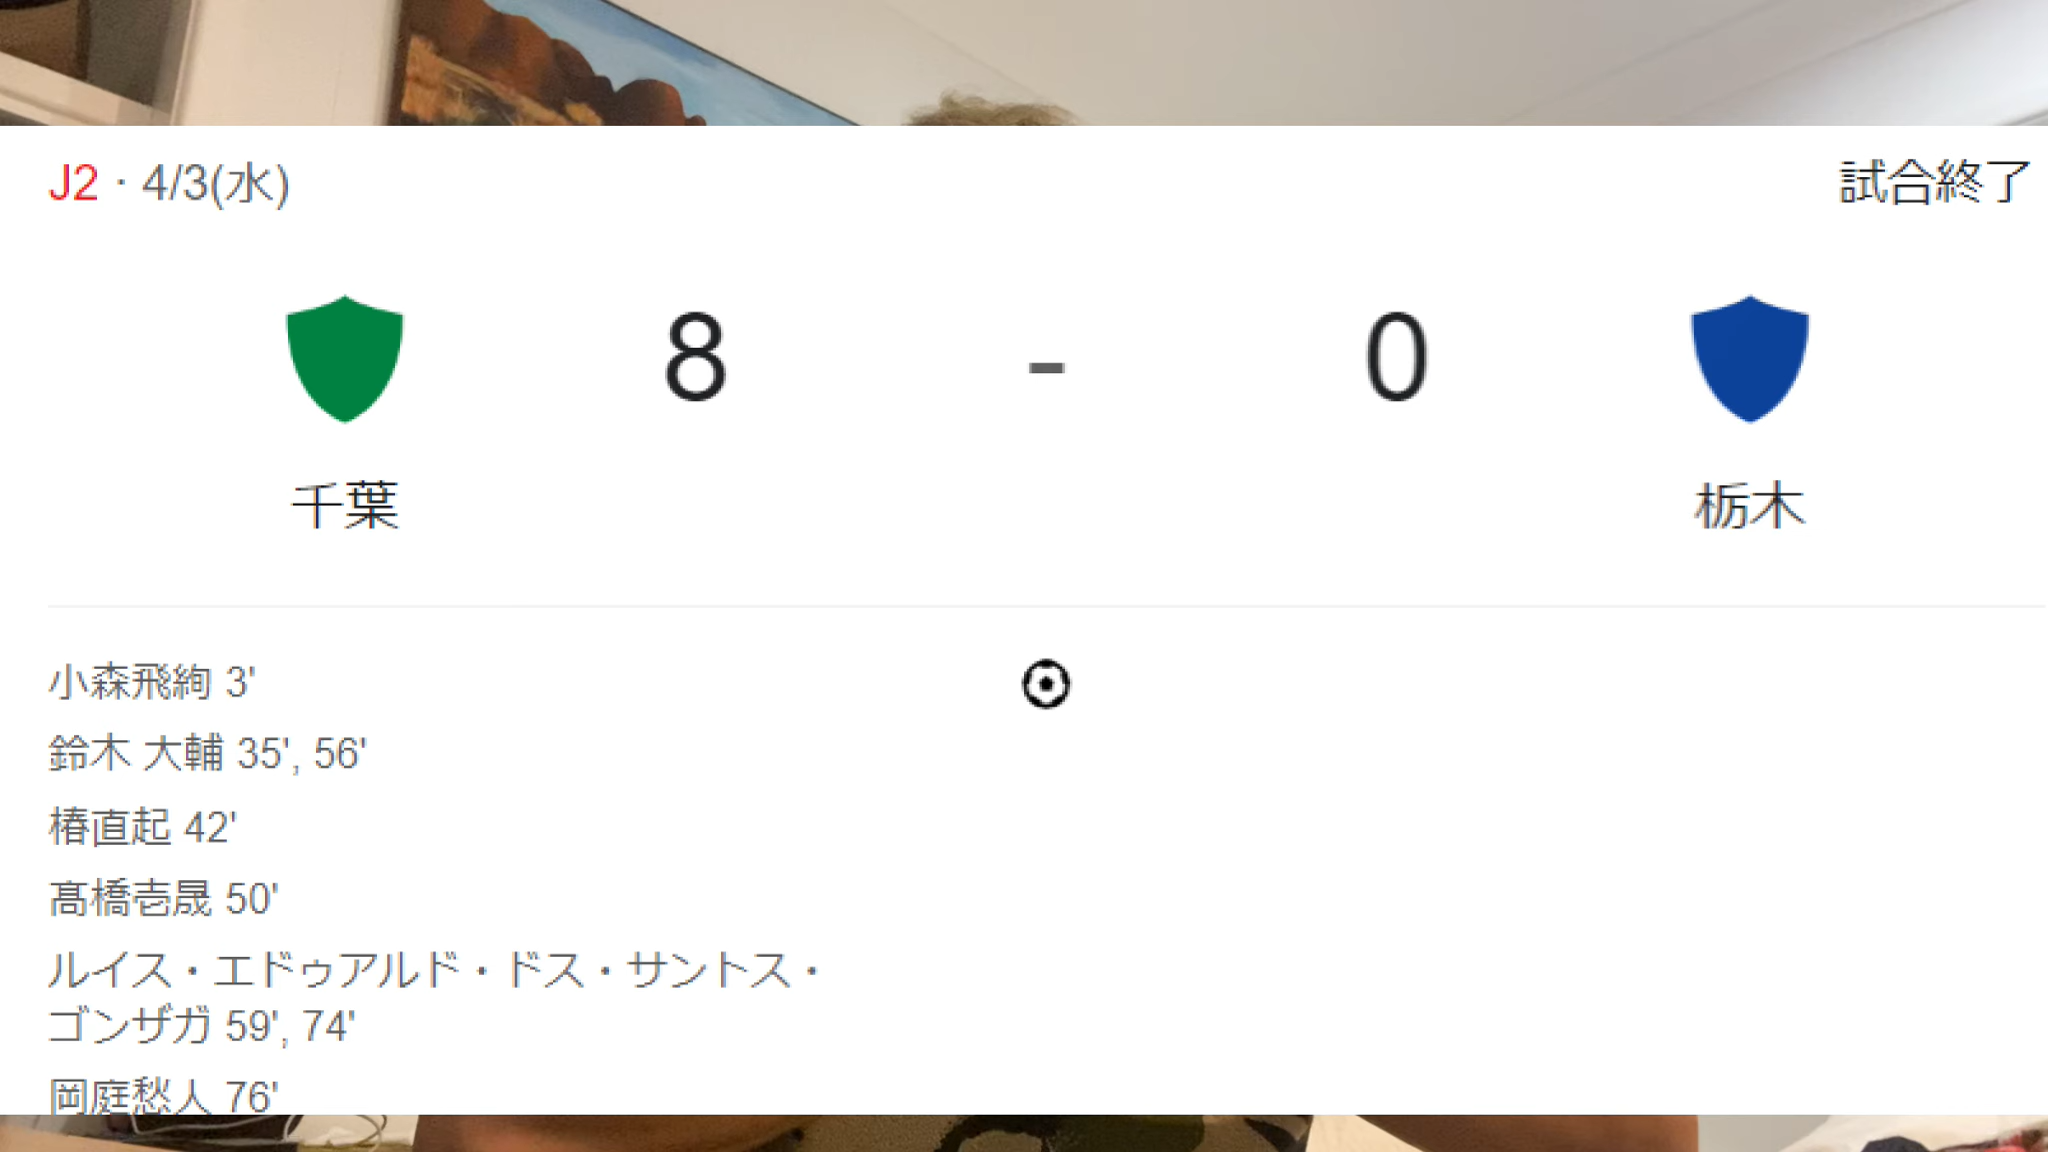 J2・4/3(水)
試合終了
8 - 0
千葉
栃木
小森飛絢 3'
鈴木 大輔 35', 56'
椿直起 42'
髙橋壱晟 50'
ルイス・エドゥアルド・ドス・サントス・
ゴンザガ 59', 74'
岡庭愁人 76'